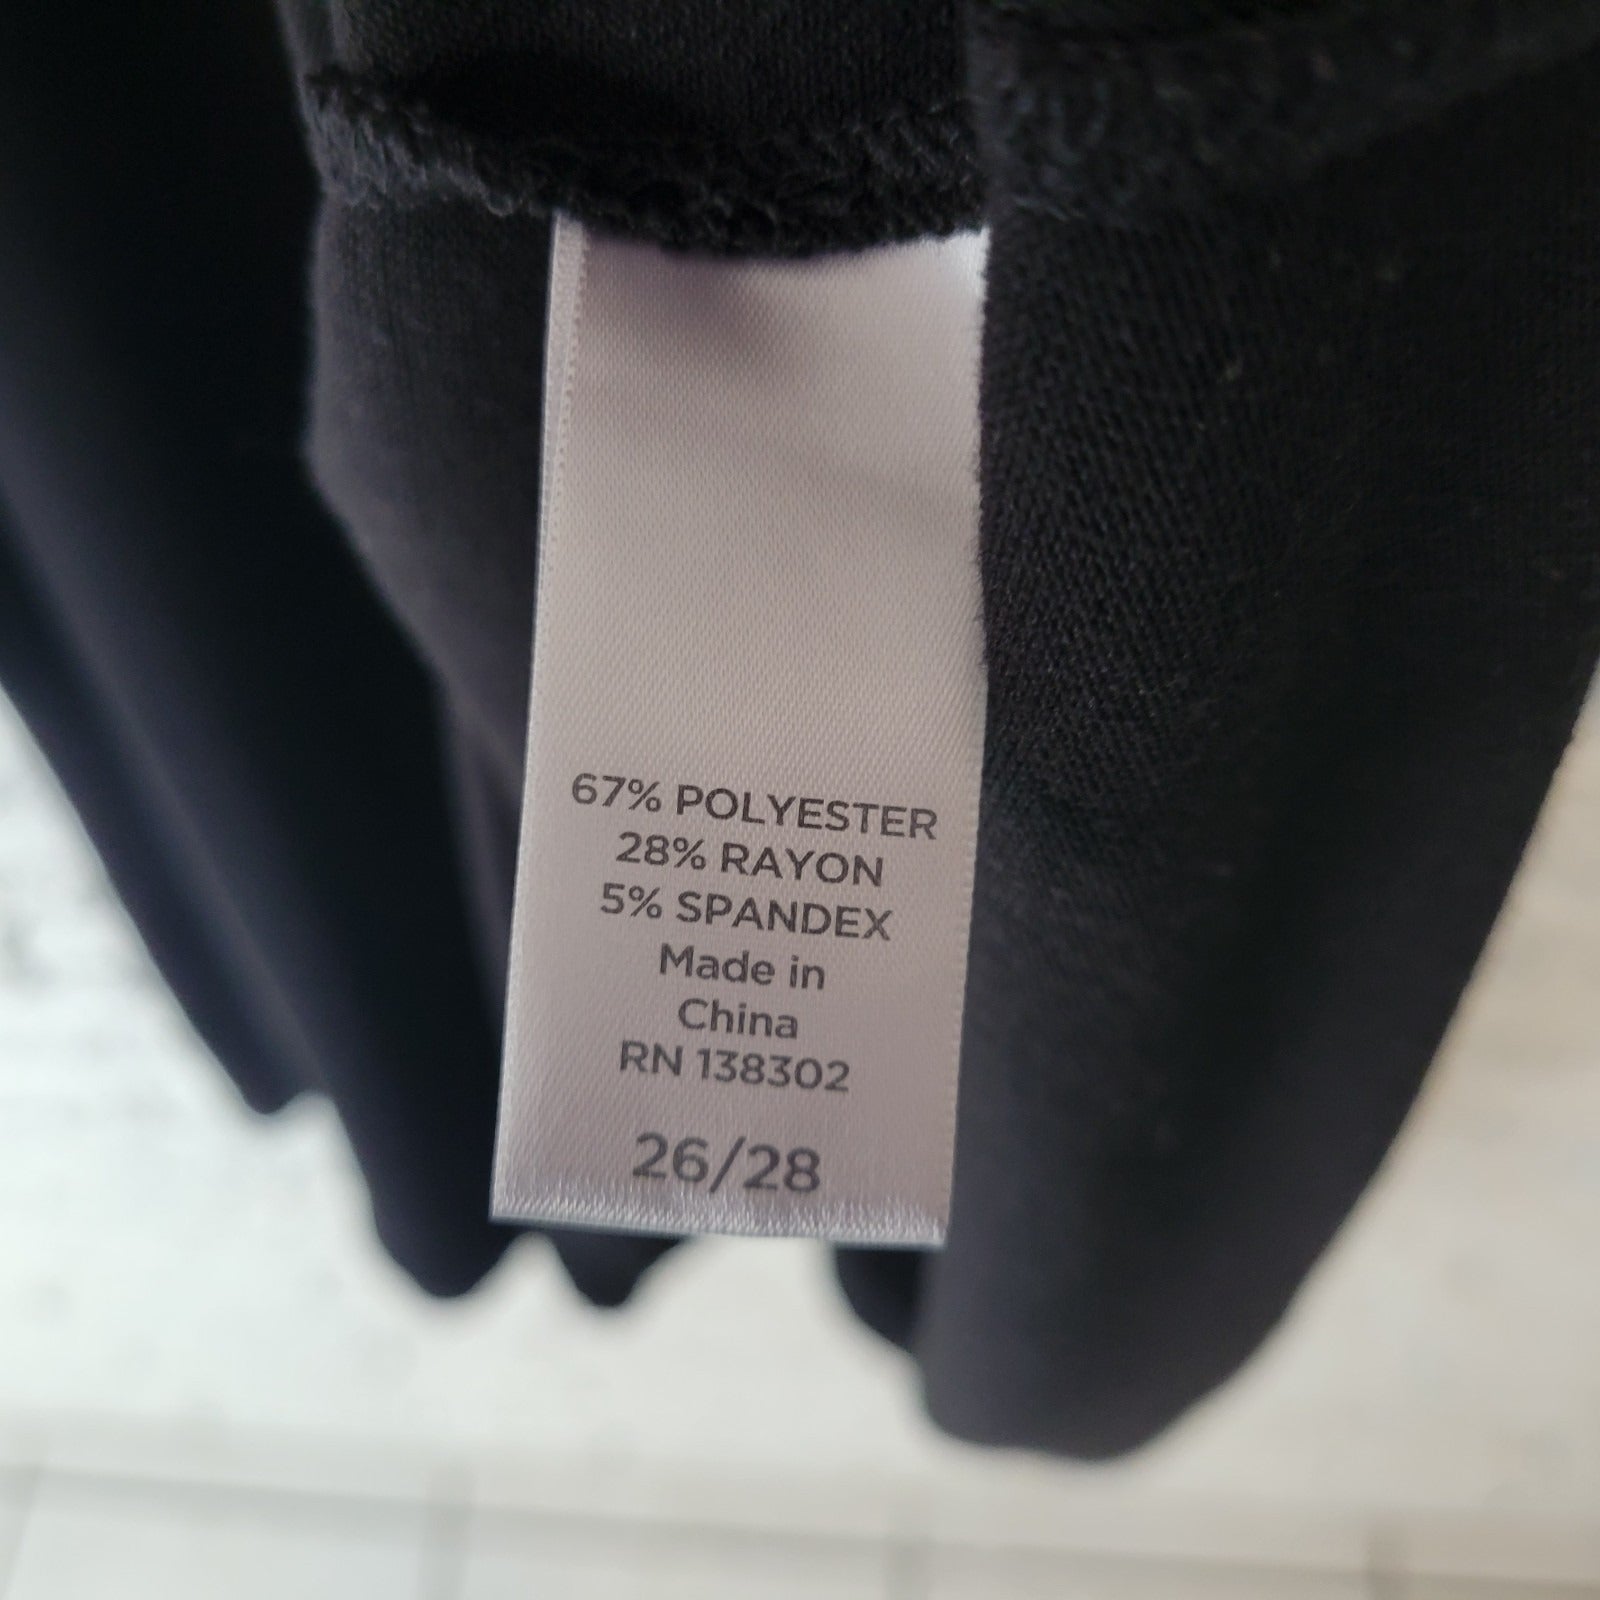 67% POLYESTER
28% RAYON
5% SPANDEX
Made in
China
RN 138302
26/28